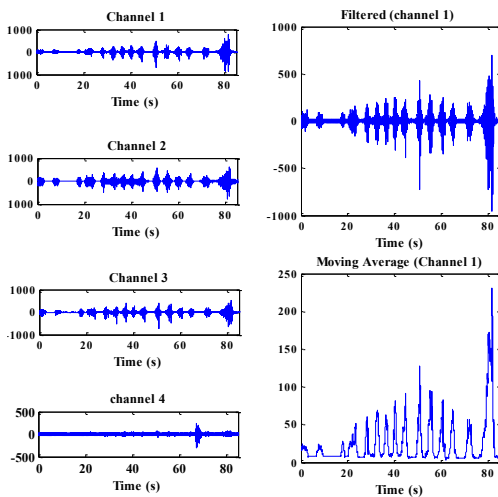 Channel 1
1000
0
1000
0 20 40 60 80
Time (s)
Channel 2
1000
0
1000
0 20 40 60 80
Time (s)
Channel 3
1000
0
-1000
0 20 40 60 80
Time (s)
channel 4
500
0
-500
0 20 40 60 80
Time (s)
Filtered (channel 1)
1000
500
0
-500
-1000
0 20 40 60 80
Time (s)
Moving Average (Channel 1)
250
200
150
100
50
0
0 20 40 60 80
Time (s)